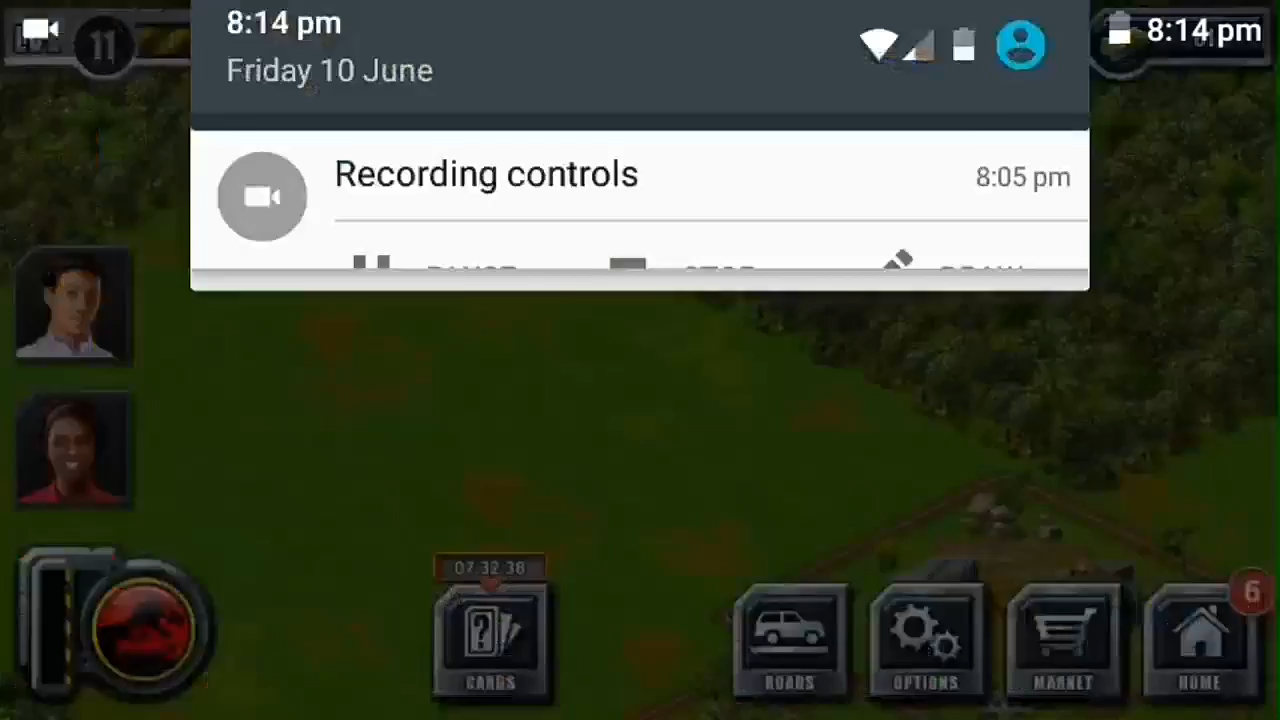 8:14 pm
Friday 10 June
8:14 pm
11
Recording controls
8:05 pm
07 32 38
CARDS
ROADS
OPTIONS
MARKET
HOME
6